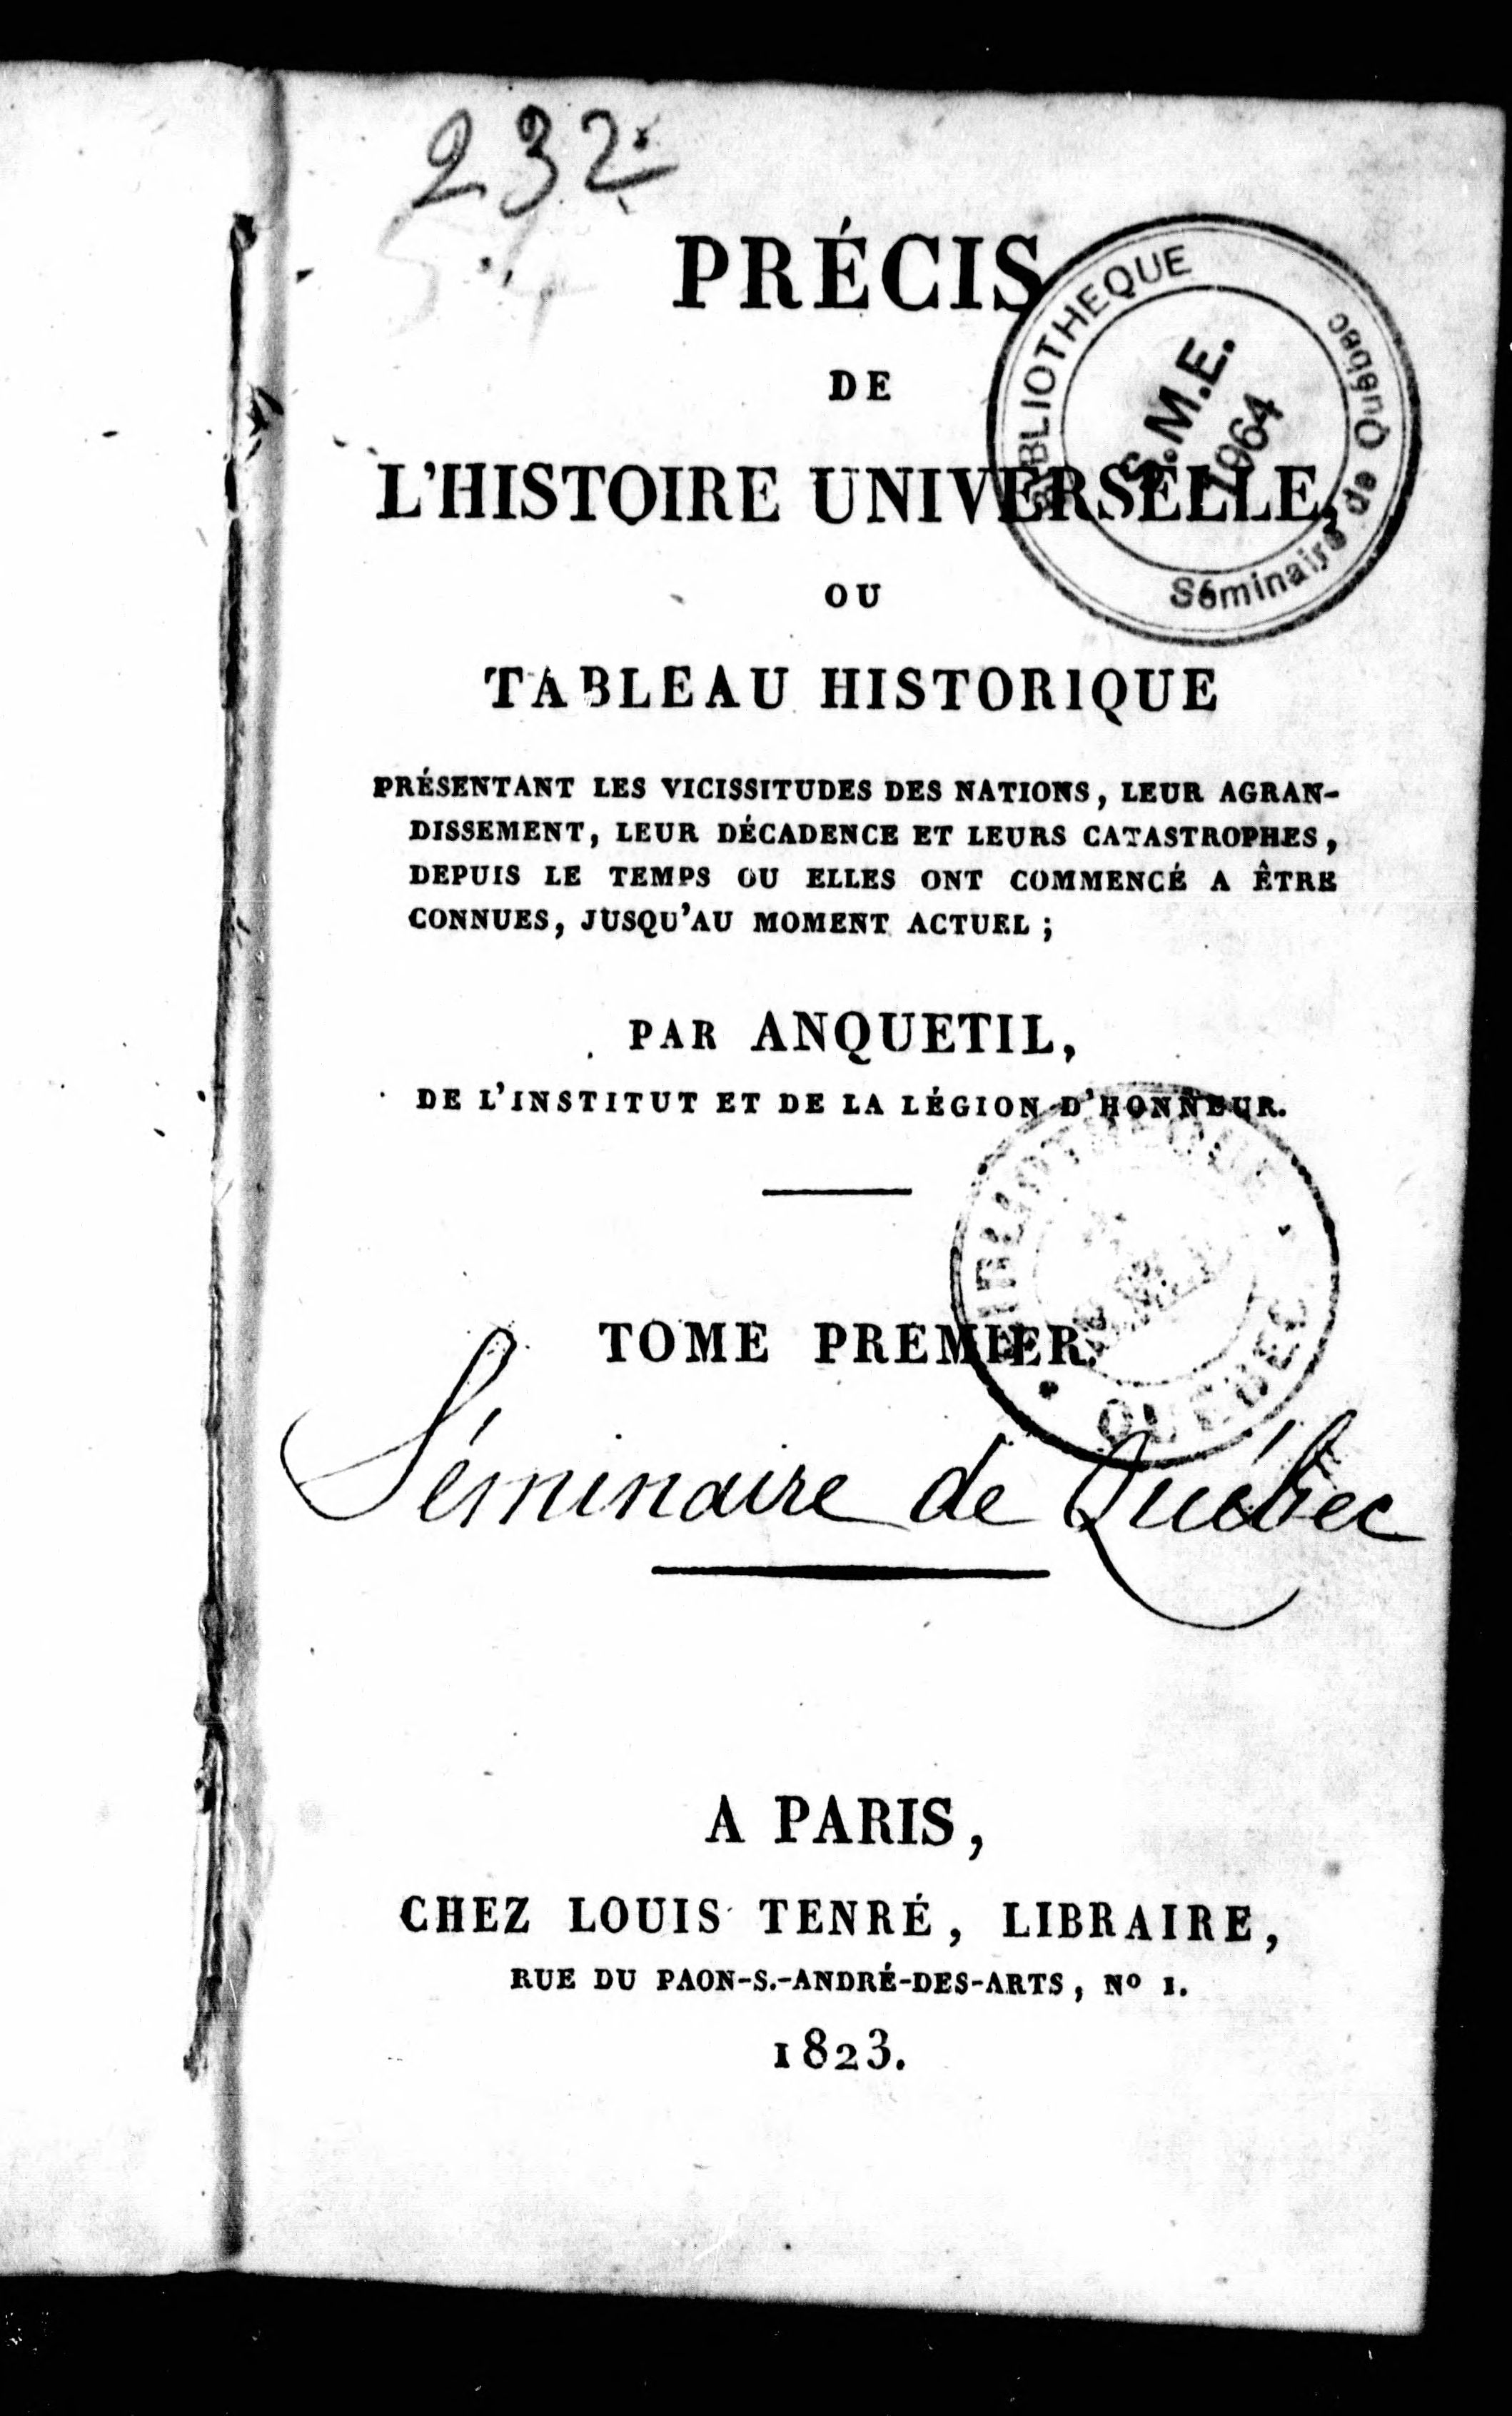 232
54
PRÉCIS
DE
L'HISTOIRE UNIVERSELLE,
OU
TABLEAU HISTORIQUE
PRÉSENTANT LES VICISSITUDES DES NATIONS, LEUR AGRAN-
DISSEMENT, LEUR DÉCADENCE ET LEURS CATASTROPHES,
DEPUIS LE TEMPS OU ELLES ONT COMMENCÉ A ÊTRE
CONNUES, JUSQU'AU MOMENT ACTUEL;
PAR ANQUETIL,
DE L'INSTITUT ET DE LA LÉGION D'HONNEUR.
TOME PREMIER.
Séminaire de Québec
A PARIS,
CHEZ LOUIS TENRÉ, LIBRAIRE,
RUE DU PAON-S.-ANDRÉ-DES-ARTS, Nº 1.
1823.
BIBLIOTHEQUE
S.M.E.
1964
Séminaire de Québec
BIBLIOTHEQUE
QUEBEC